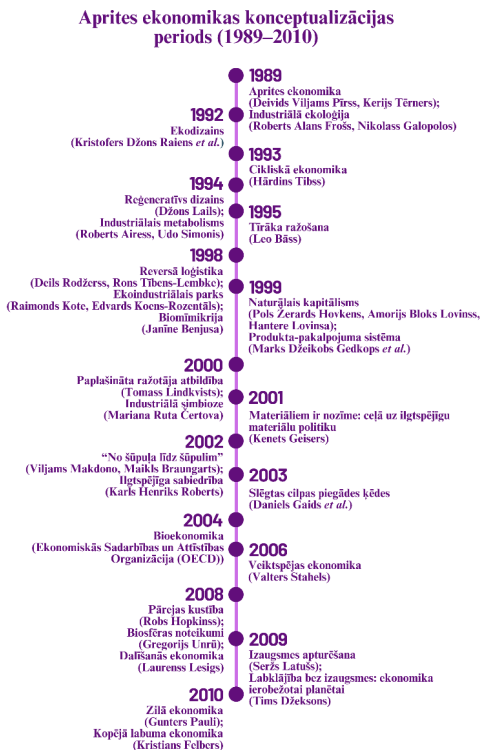 Aprites ekonomikas konceptualizācijas
periods (1989–2010)
1989
Aprites ekonomika
(Deivids Viljams Pīrss, Kerijs Tērners);
Industriālā ekoloģija
(Roberts Alans Frošs, Nikolass Galopolos)
1992
Ekodizains
(Kristofers Džons Raiens et al.)
1993
Cikliskā ekonomika
(Hārdins Tibss)
1994
Reģeneratīvs dizains
(Džons Lails);
Industriālais metabolisms
(Roberts Airess, Udo Simonis)
1995
Tīrāka ražošana
(Leo Bāss)
1998
Reversā loģistika
(Deils Rodžerss, Rons Tibens-Lembke);
Ekoindustriālais parks
(Raimonds Kote, Edvards Koens-Rozentāls);
Biomīmikrija
(Janīne Benjusa)
1999
Naturālais kapitālisms
(Pols Žerards Hovkens, Amorijs Bloks Lovinss,
Hantere Lovinsa);
Produkta-pakalpojuma sistēma
(Marks Džeikobs Gedkops et al.)
2000
Paplašināta ražotāja atbildība
(Tomass Lindkvists);
Industriālā simbioze
(Mariana Ruta Čertova)
2001
Materiāliem ir nozīme: ceļā uz ilgtspējīgu
materiālu politiku
(Kenets Geisers)
2002
“No šūpuļa līdz šūpulim”
(Viljams Makdono, Maikls Braungarts);
Ilgtspējīga sabiedrība
(Karls Henriks Roberts)
2003
Slēgtas cilpas piegādes ķēdes
(Daniels Gaids et al.)
2004
Bioekonomika
(Ekonomiskās Sadarbības un Attīstības
Organizācija (OECD))
2006
Veiktspējas ekonomika
(Valters Stahels)
2008
Pārejas kustība
(Robs Hopkinss);
Biosfēras noteikumi
(Gregorijs Unrū);
Dalīšanās ekonomika
(Laurenss Lesigs)
2009
Izaugsmes apturēšana
(Seržs Latušs);
Labklājība bez izaugsmes: ekonomika
ierobežotai planētai
(Tims Džeksons)
2010
Zilā ekonomika
(Gunters Pauli);
Kopējā labuma ekonomika
(Kristians Felbers)